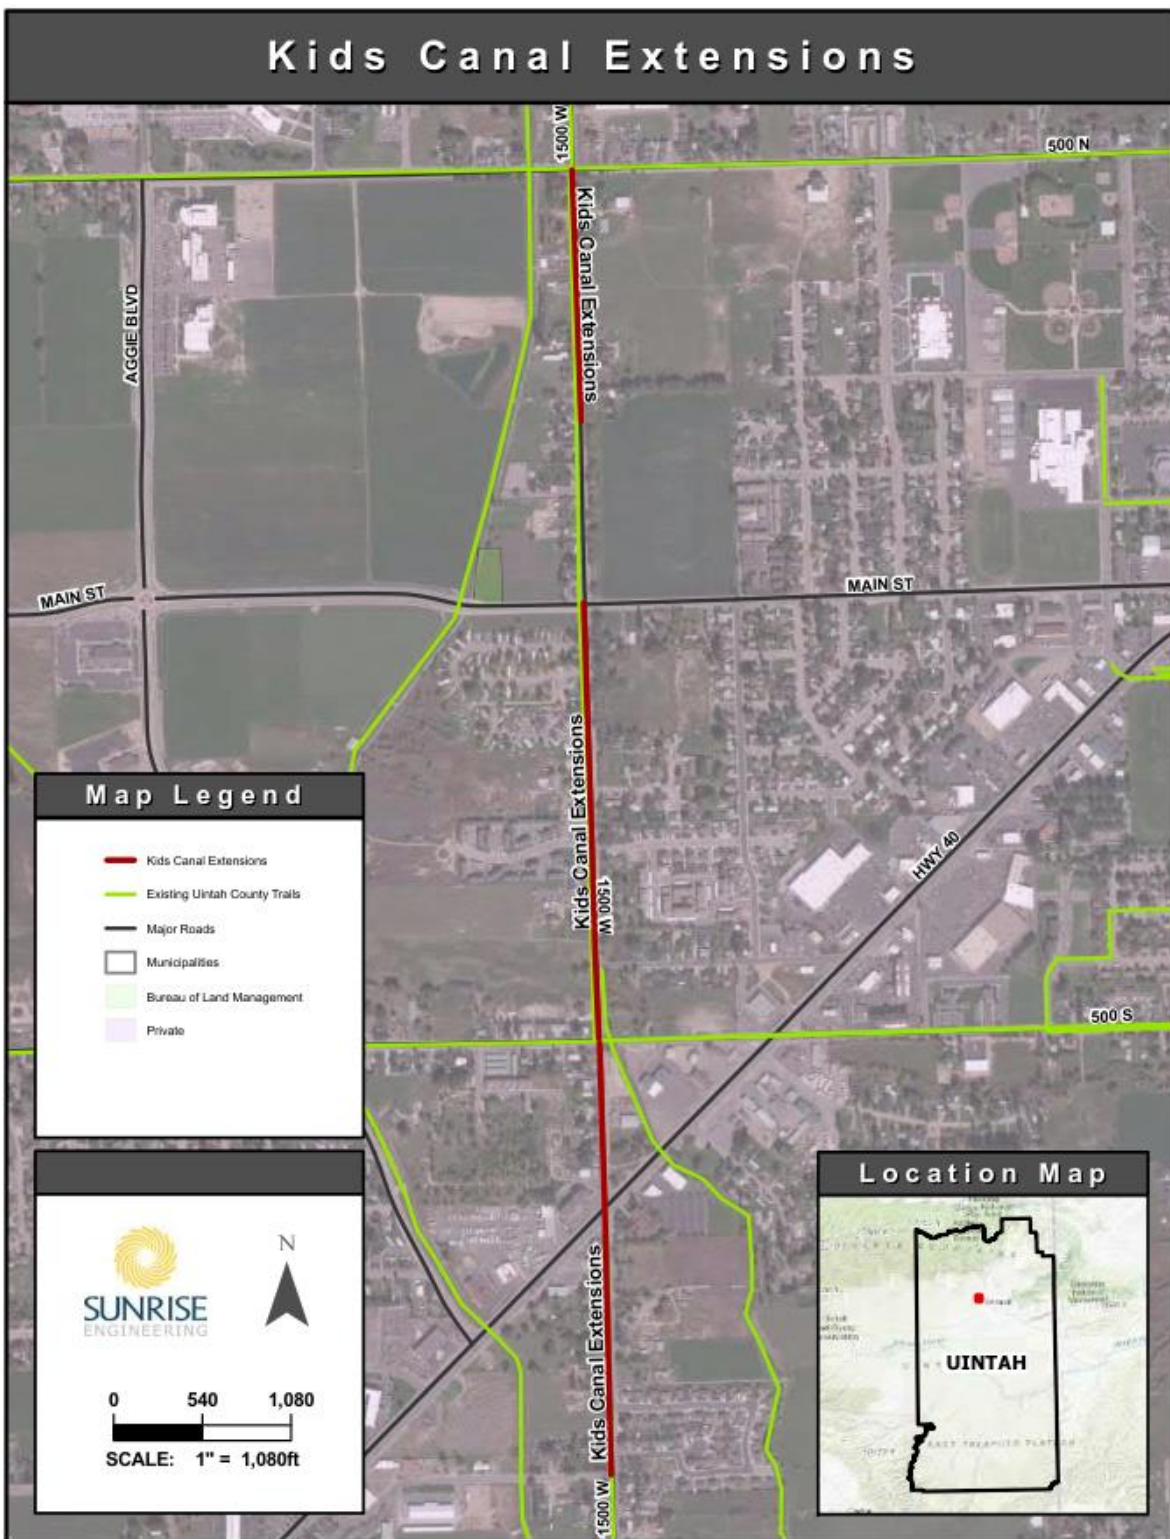 Kids Canal Extensions
1500 W
500 N
Kids Canal Extensions
AGGIE BLVD
MAIN ST
MAIN ST
Kids Canal Extensions
1500 W
HWY 40
500 S
Map Legend
Kids Canal Extensions
Existing Uintah County Trails
Major Roads
Municipalities
Bureau of Land Management
Private
SUNRISE
ENGINEERING
N
0 540 1,080
SCALE: 1" = 1,080ft
Kids Canal Extensions
1500 W
Location Map
UINTAH